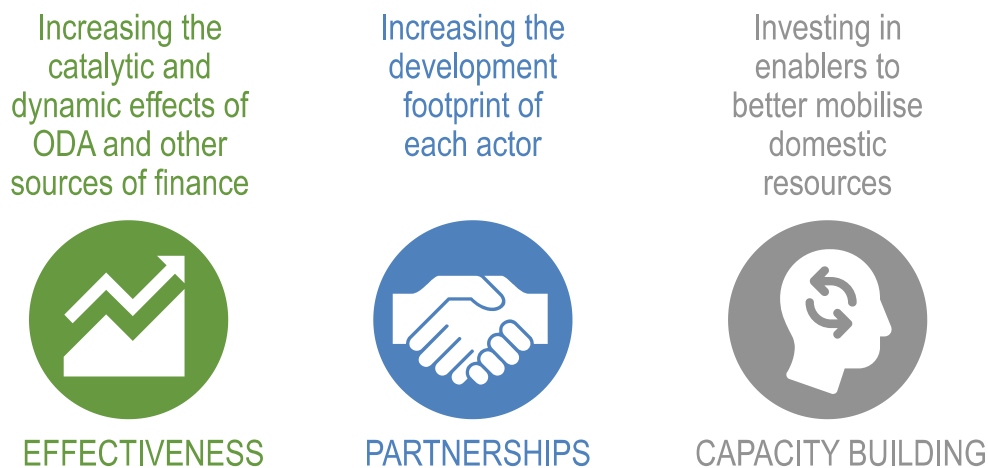 Increasing the
catalytic and
dynamic effects of
ODA and other
sources of finance
EFFECTIVENESS
Increasing the
development
footprint of
each actor
PARTNERSHIPS
Investing in
enablers to
better mobilise
domestic
resources
CAPACITY BUILDING